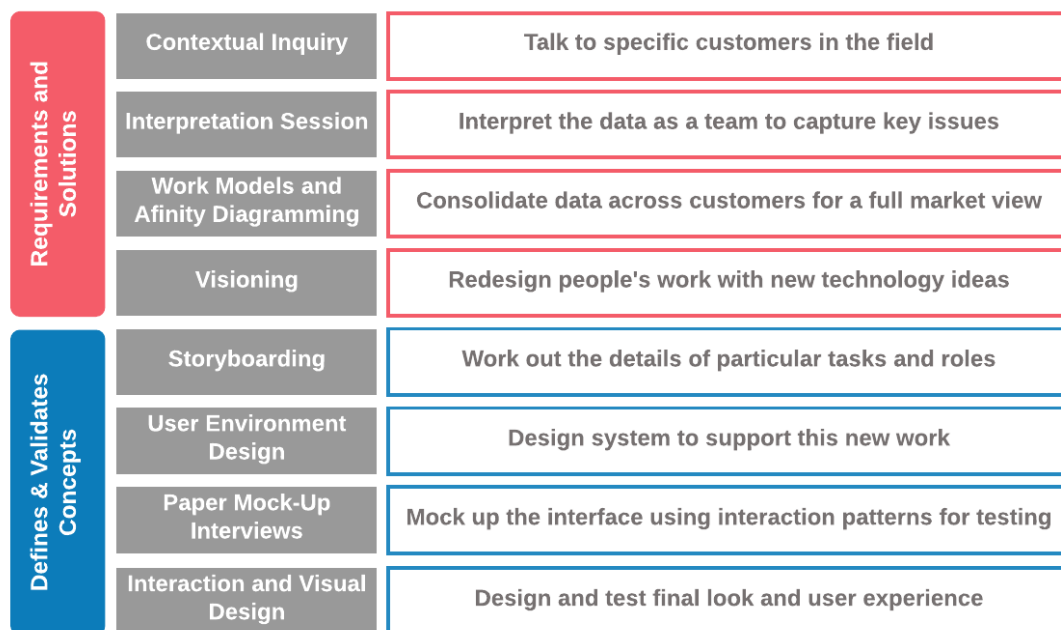 Requirements and
Solutions
Contextual Inquiry
Talk to specific customers in the field
Interpretation Session
Interpret the data as a team to capture key issues
Work Models and
Afinity Diagramming
Consolidate data across customers for a full market view
Visioning
Redesign people's work with new technology ideas
Defines & Validates
Concepts
Storyboarding
Work out the details of particular tasks and roles
User Environment
Design
Design system to support this new work
Paper Mock-Up
Interviews
Mock up the interface using interaction patterns for testing
Interaction and Visual
Design
Design and test final look and user experience